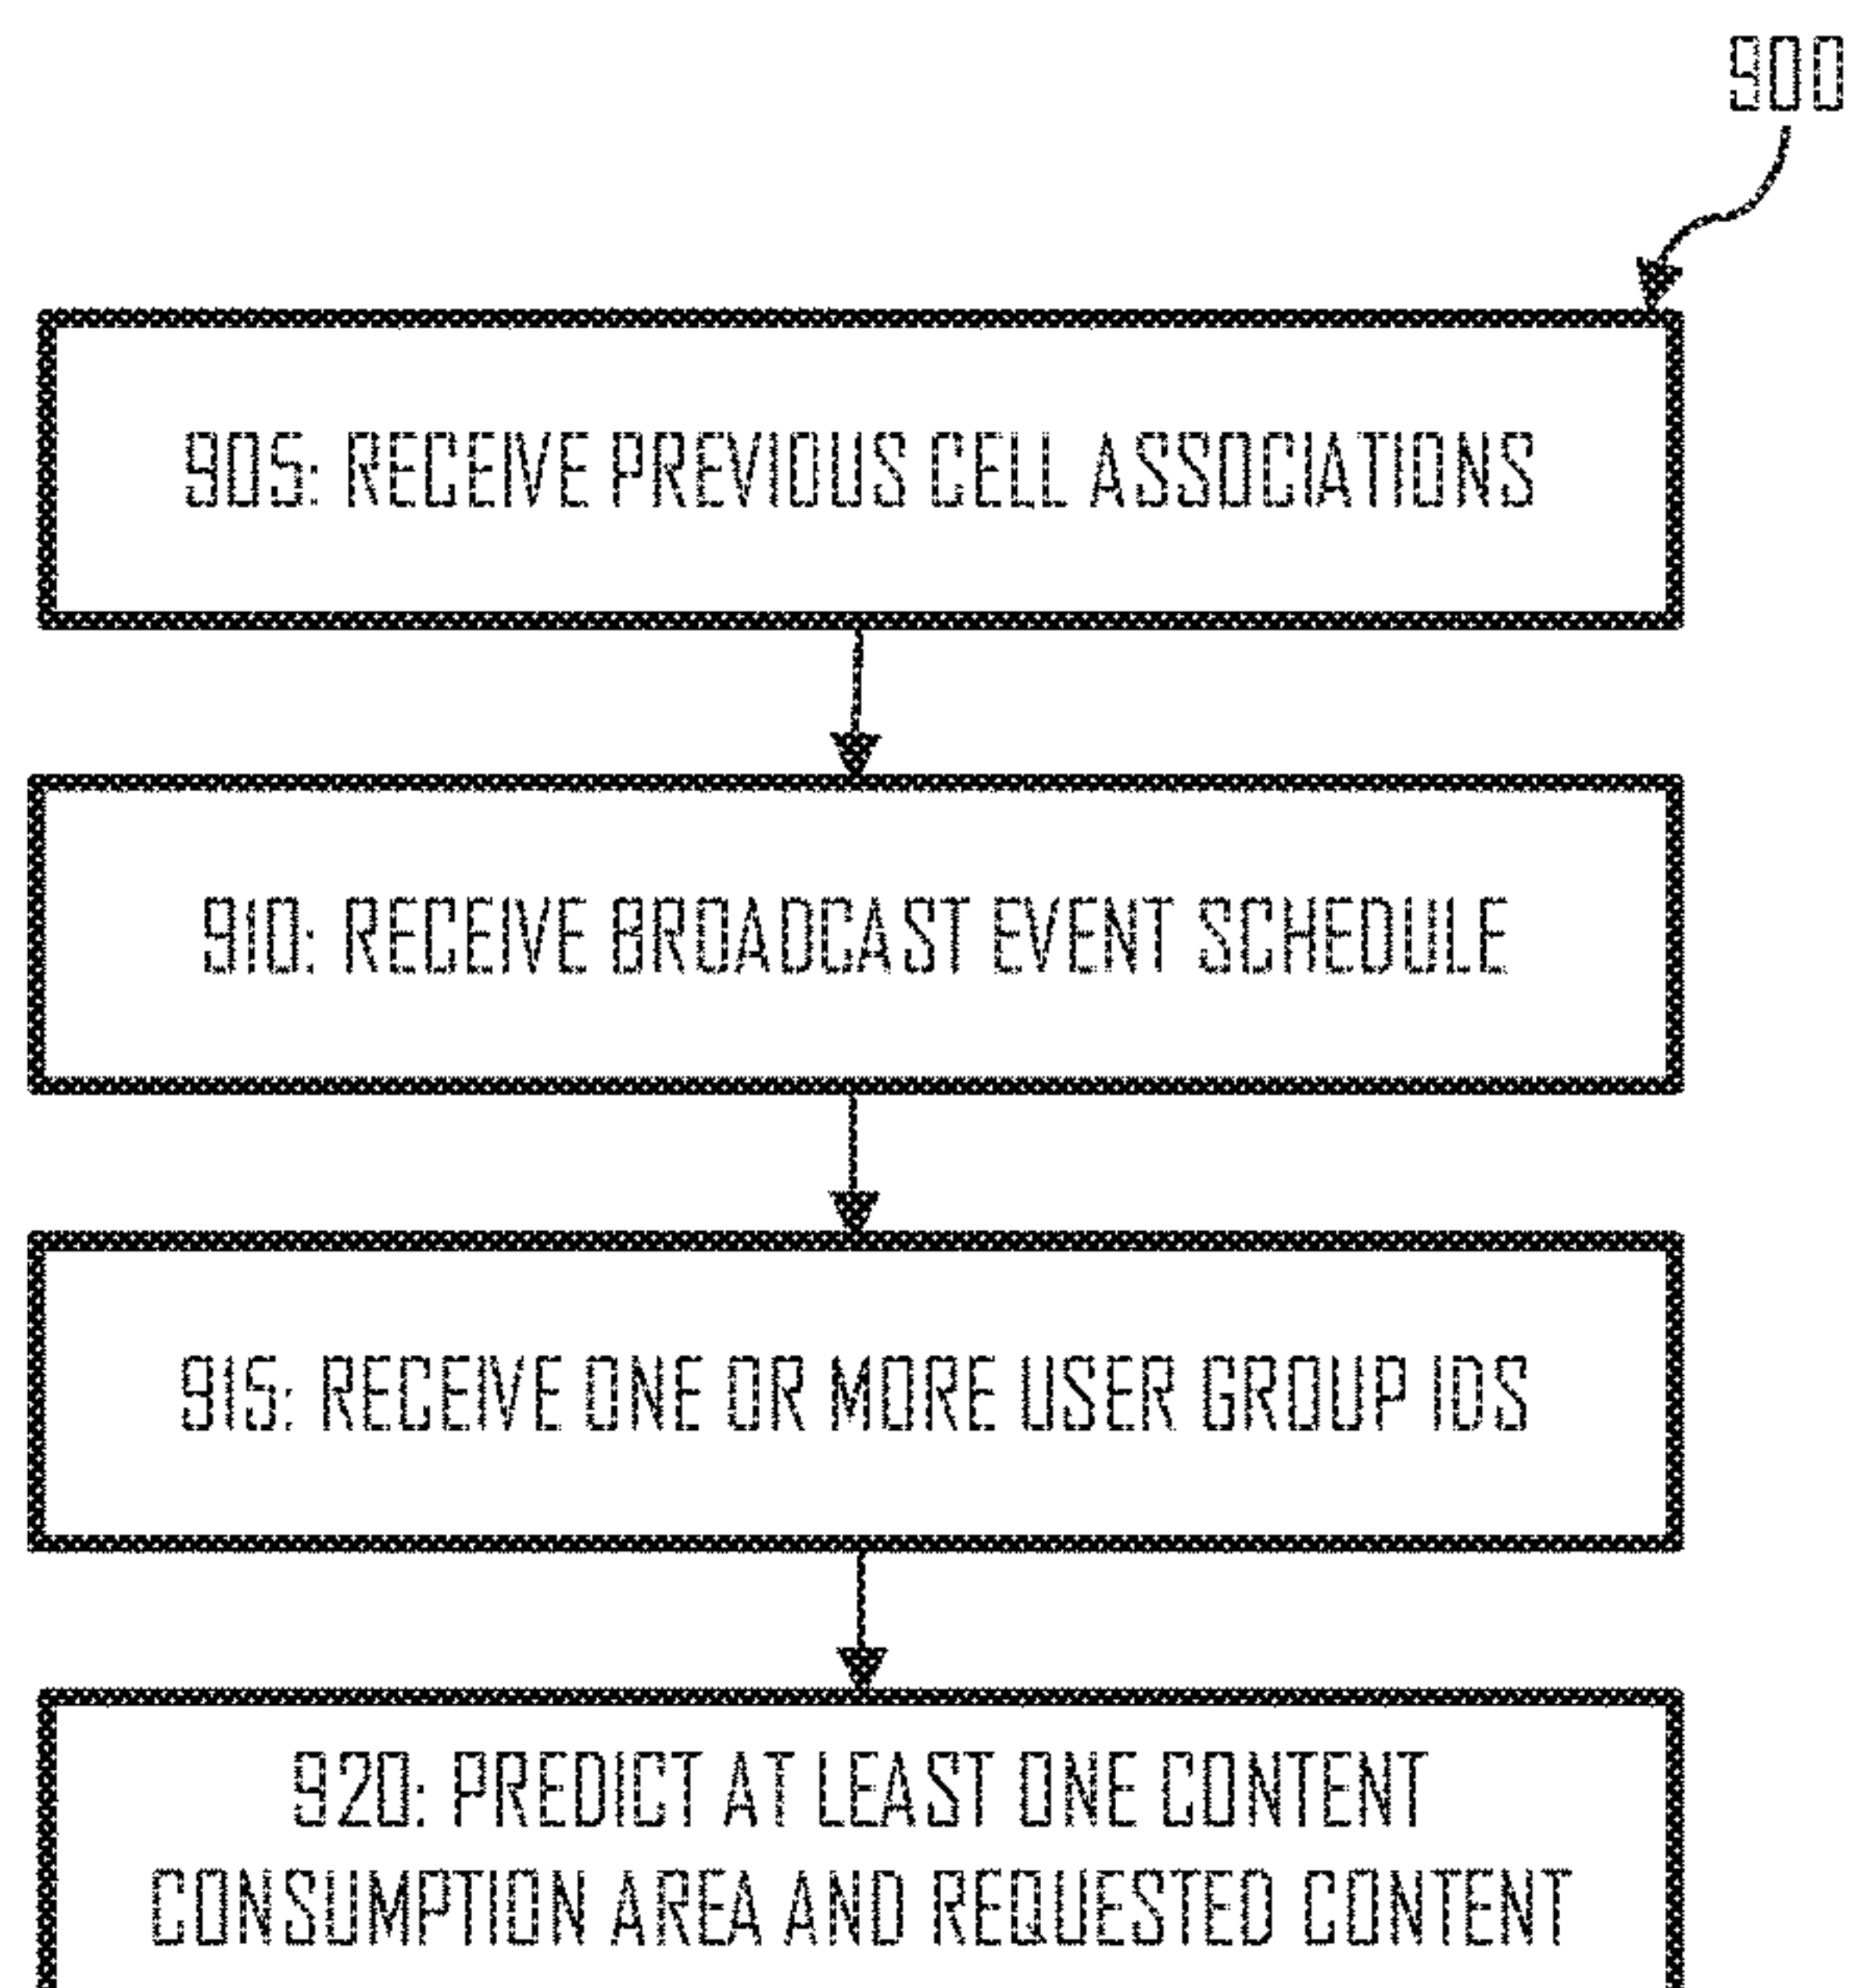 900
905: RECEIVE PREVIOUS CELL ASSOCIATIONS
910: RECEIVE BROADCAST EVENT SCHEDULE
915: RECEIVE ONE OR MORE USER GROUP IDS
920: PREDICT AT LEAST ONE CONTENT
CONSUMPTION AREA AND REQUESTED CONTENT